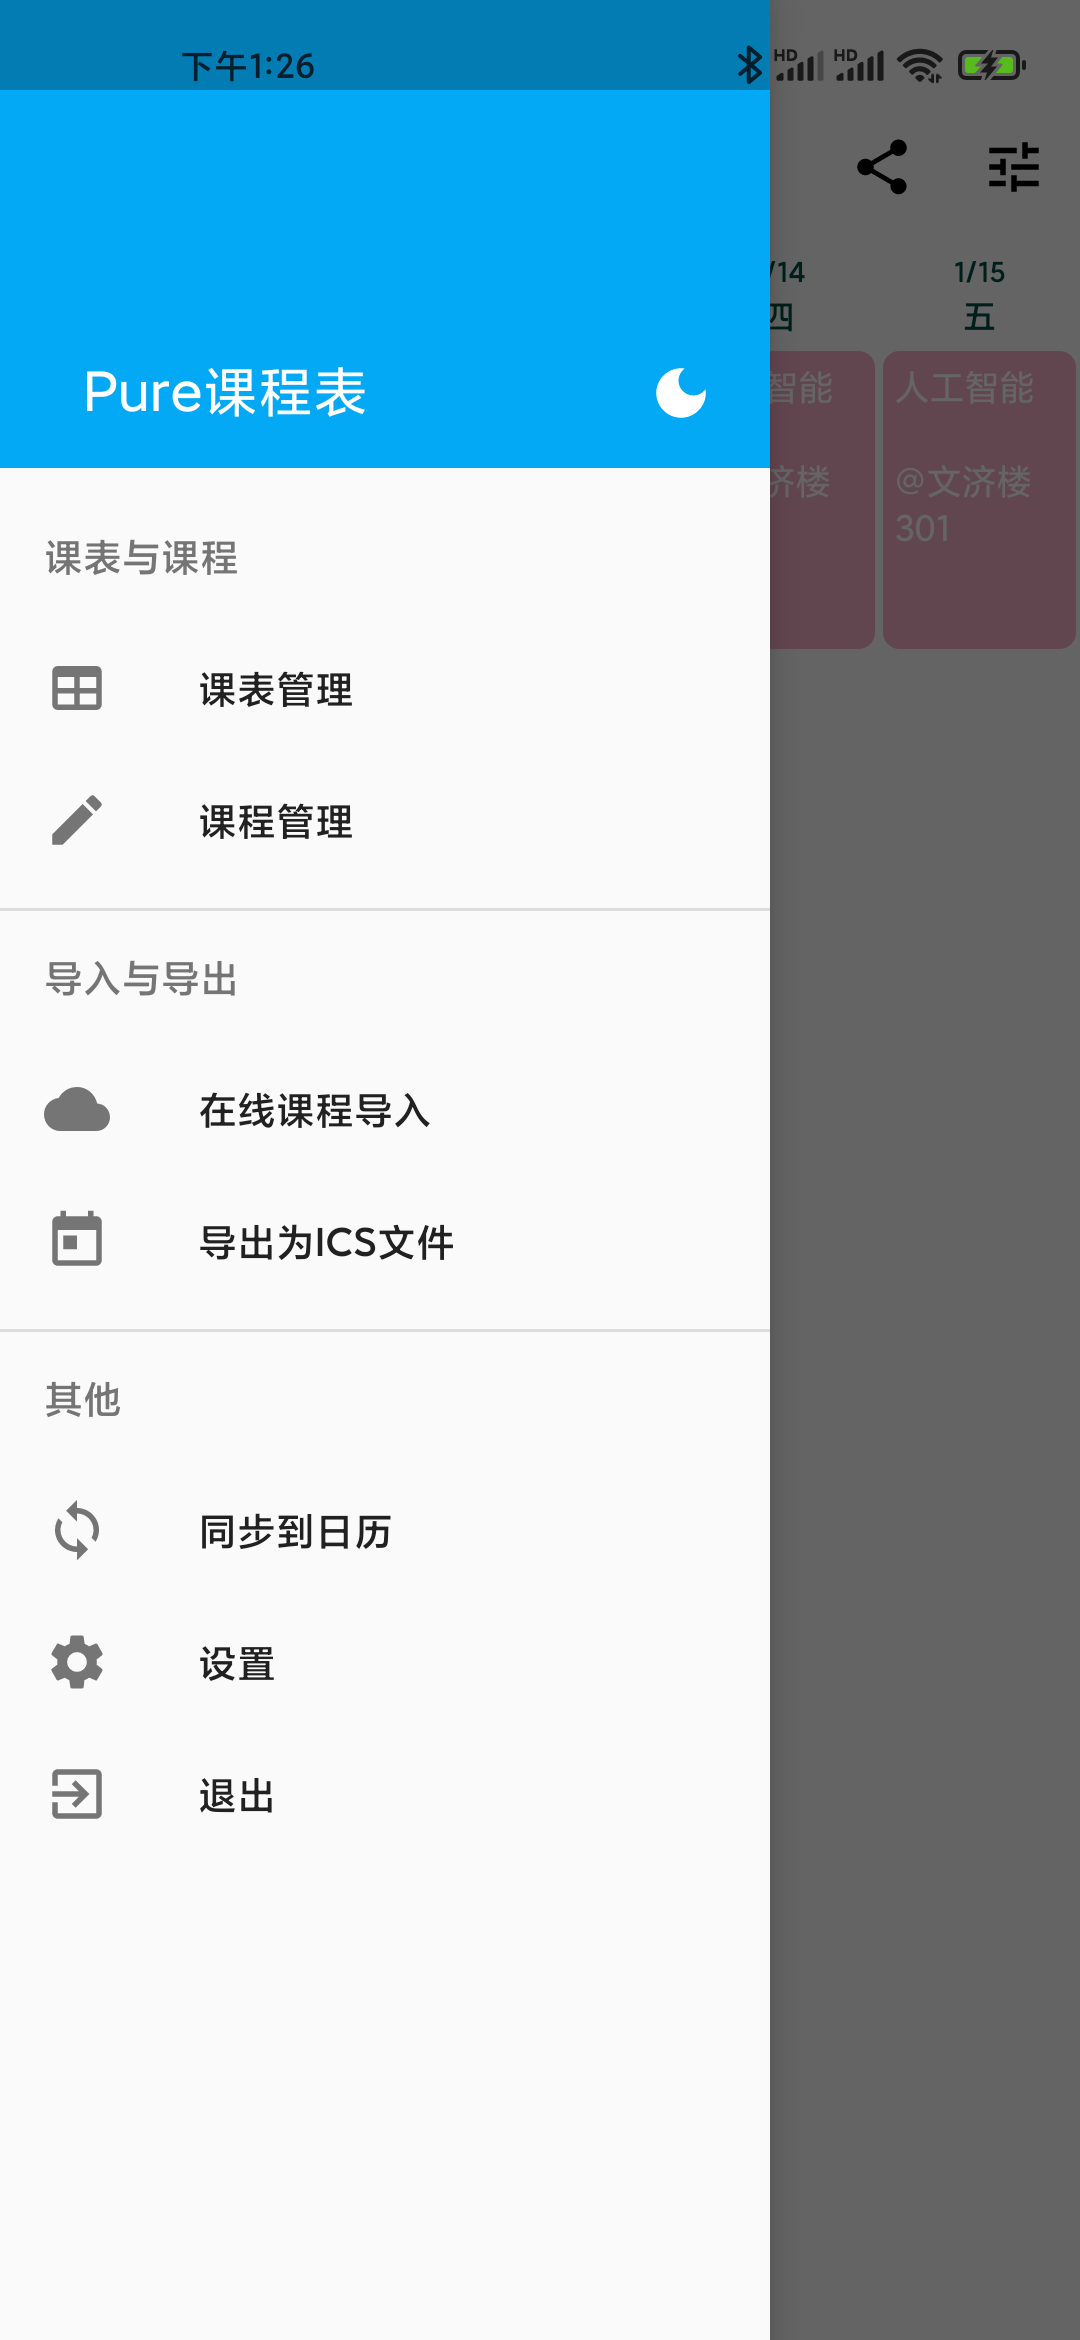 下午1:26
HD HD
/14 1/15
四 五
Pure课程表
智能 人工智能
济楼 @文济楼
301
课表与课程
课表管理
课程管理
导入与导出
在线课程导入
导出为ICS文件
其他
同步到日历
设置
退出